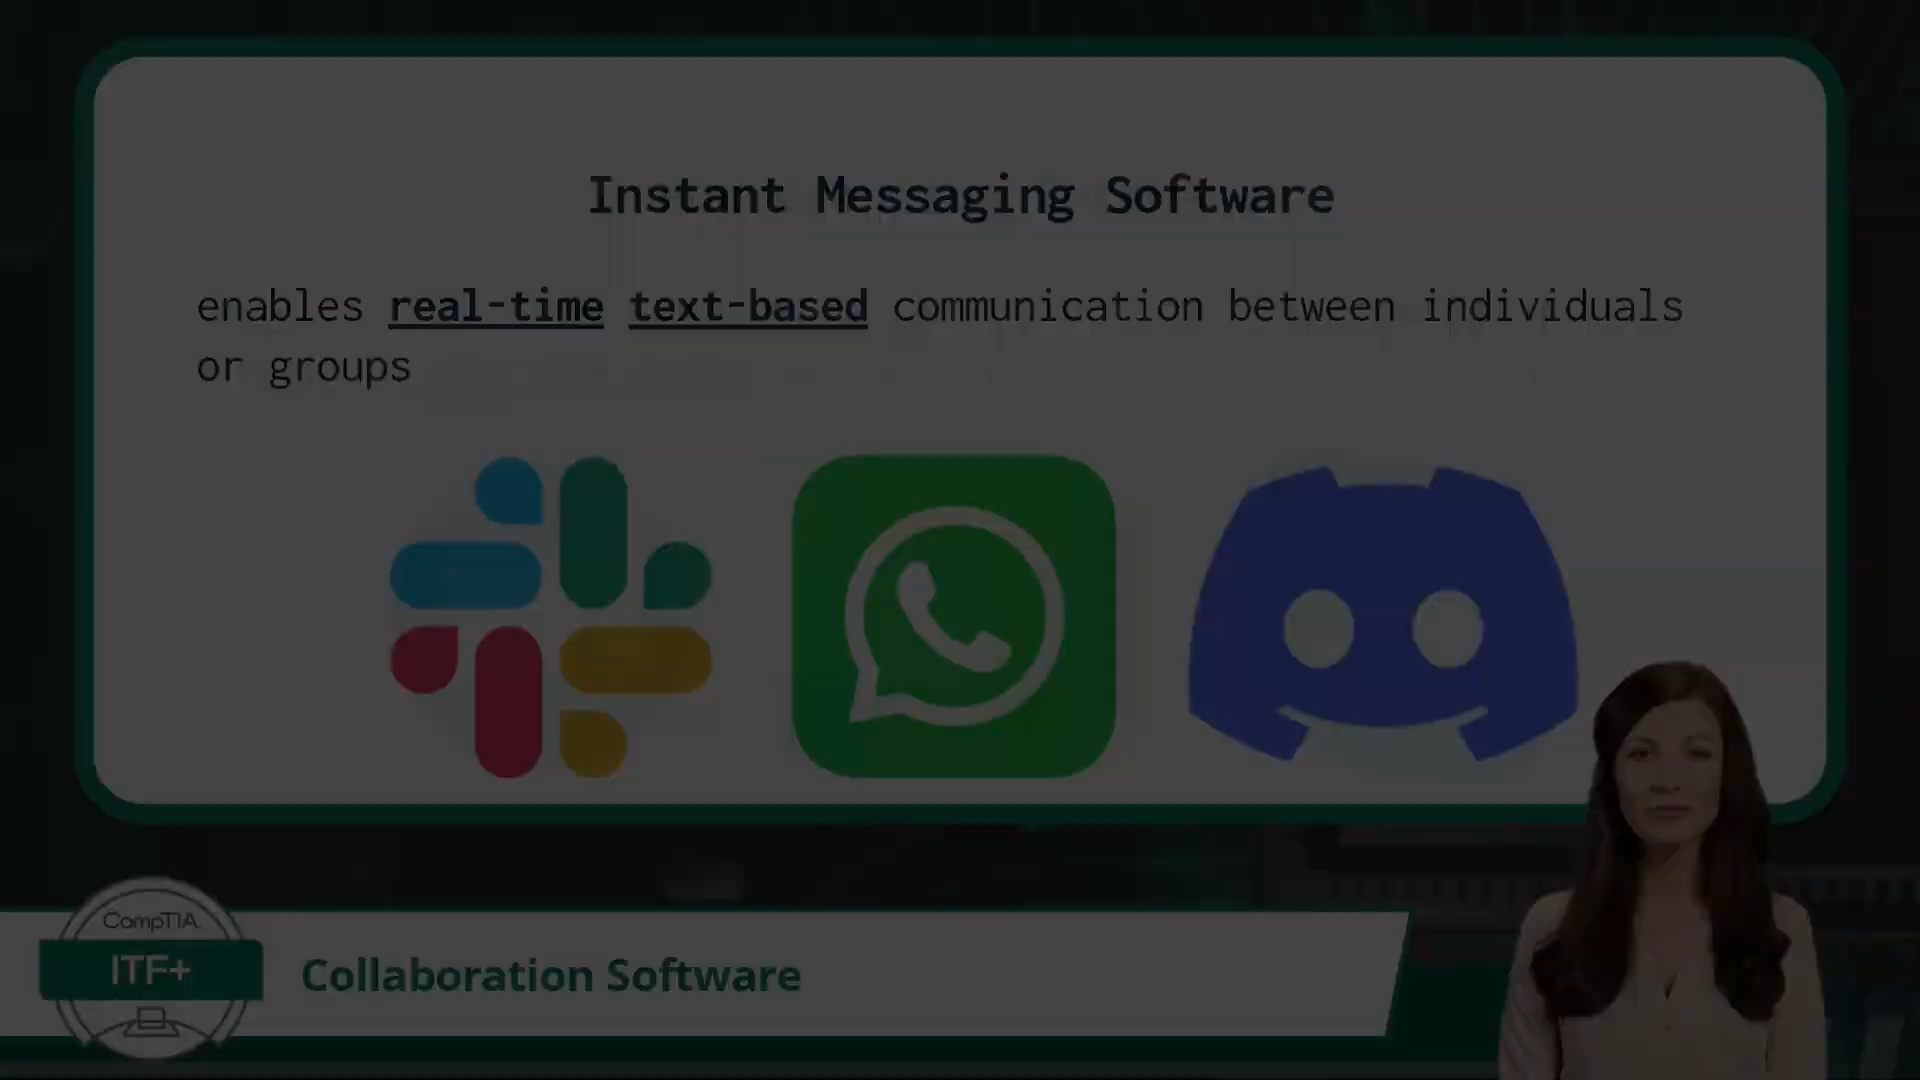 Instant Messaging Software
enables real-time text-based communication between individuals
or groups
CompTIA
ITF+
Collaboration Software